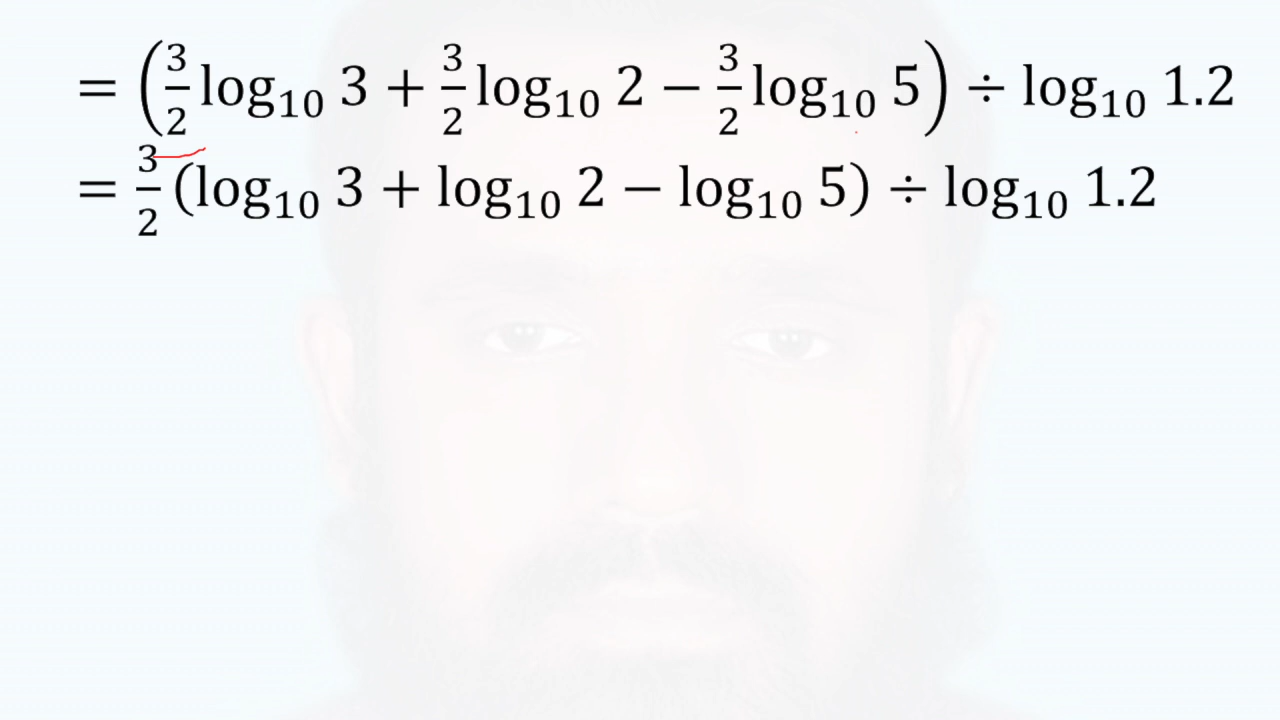 = (3/2 log₁₀ 3 + 3/2 log₁₀ 2 − 3/2 log₁₀ 5) ÷ log₁₀ 1.2
= 3/2 (log₁₀ 3 + log₁₀ 2 − log₁₀ 5) ÷ log₁₀ 1.2